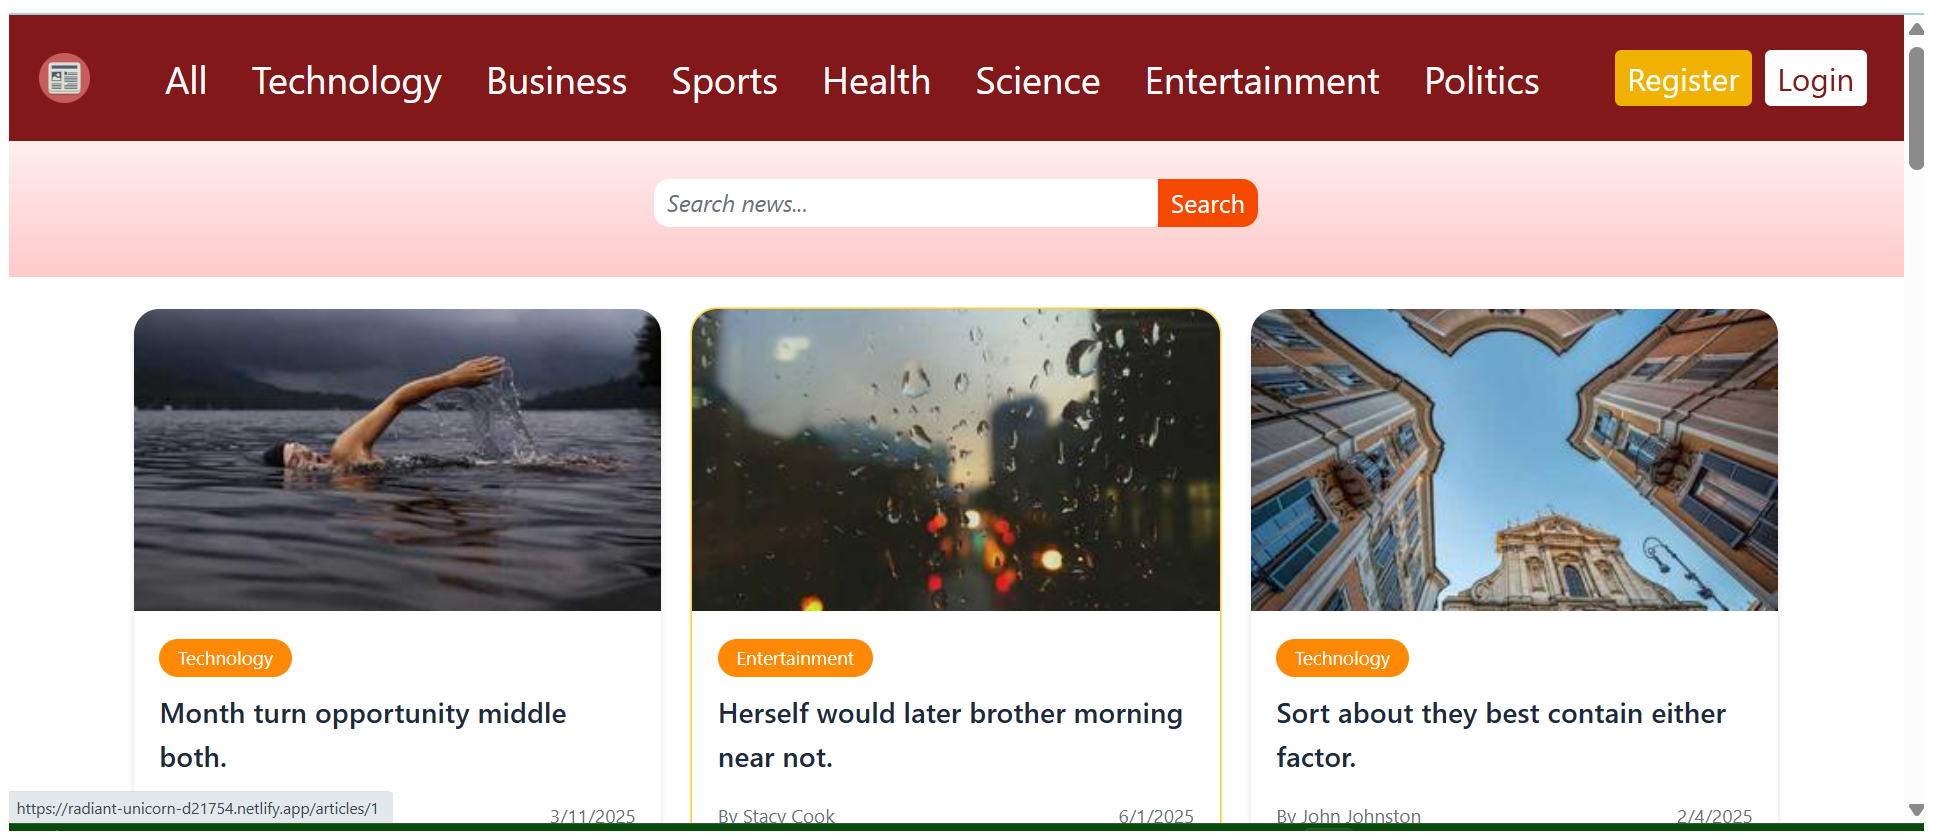 All Technology Business Sports Health Science Entertainment Politics Register Login
Search news... Search
Technology
Month turn opportunity middle
both.
3/11/2025
Entertainment
Herself would later brother morning
near not.
By Stacy Cook 6/1/2025
Technology
Sort about they best contain either
factor.
By John Johnston 2/4/2025
https://radiant-unicorn-d21754.netlify.app/articles/1